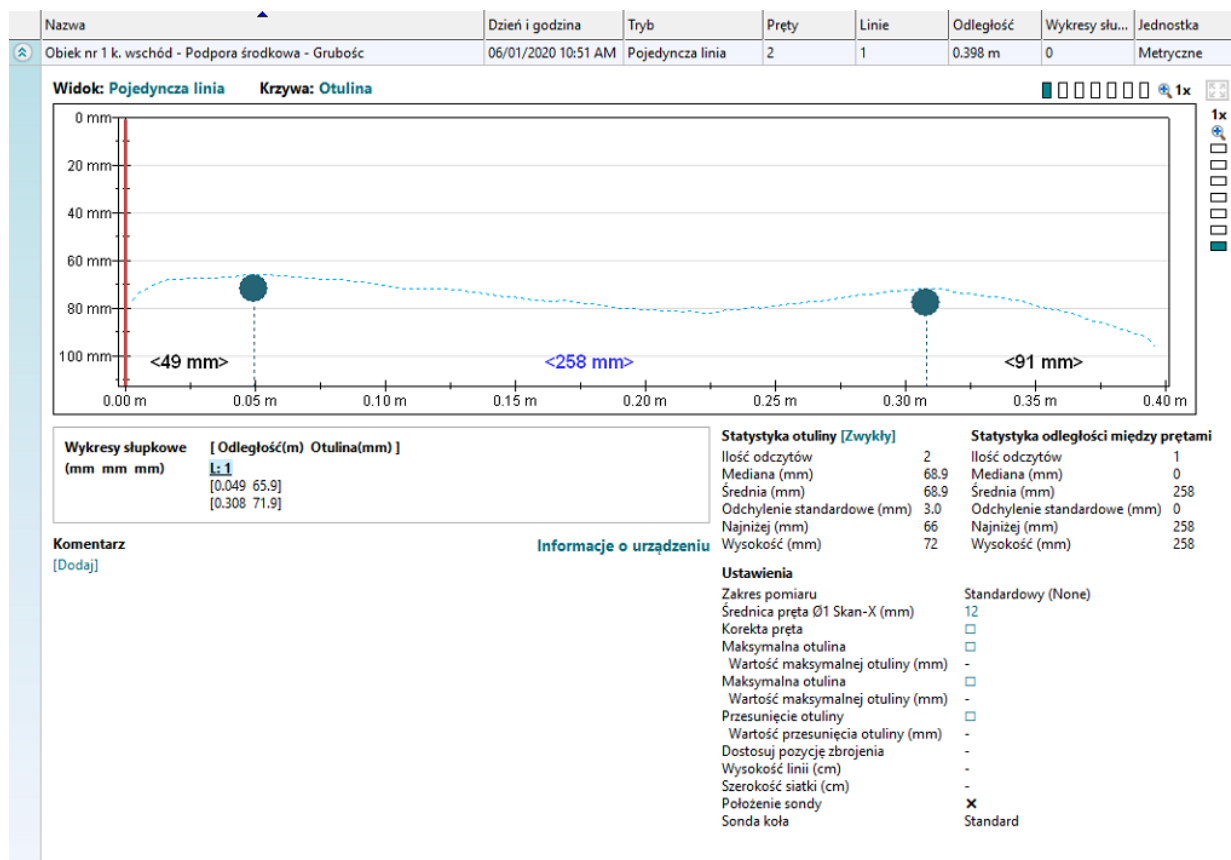 Nazwa Dzień i godzina Tryb Pręty Linie Odległość Wykresy słu... Jednostka
Obiek nr 1 k. wschód - Podpora środkowa - Grubośc 06/01/2020 10:51 AM Pojedyncza linia 2 1 0.398 m 0 Metryczne
Widok: Pojedyncza linia Krzywa: Otulina 1x
1x
0 mm
20 mm
40 mm
60 mm
80 mm
100 mm
<49 mm> <258 mm> <91 mm>
0.00 m 0.05 m 0.10 m 0.15 m 0.20 m 0.25 m 0.30 m 0.35 m 0.40 m
Wykresy słupkowe [ Odległość(m) Otulina(mm) ]
(mm mm mm) L: 1
[0.049 65.9]
[0.308 71.9]
Komentarz Informacje o urządzeniu
[Dodaj]
Statystyka otuliny [Zwykły]
Ilość odczytów 2
Mediana (mm) 68.9
Średnia (mm) 68.9
Odchylenie standardowe (mm) 3.0
Najniżej (mm) 66
Wysokość (mm) 72
Statystyka odległości między prętami
Ilość odczytów 1
Mediana (mm) 0
Średnia (mm) 258
Odchylenie standardowe (mm) 0
Najniżej (mm) 258
Wysokość (mm) 258
Ustawienia
Zakres pomiaru Standardowy (None)
Średnica pręta Ø1 Skan-X (mm) 12
Korekta pręta
Maksymalna otulina
Wartość maksymalnej otuliny (mm) -
Maksymalna otulina
Wartość maksymalnej otuliny (mm) -
Przesunięcie otuliny
Wartość przesunięcia otuliny (mm) -
Dostosuj pozycję zbrojenia -
Wysokość linii (cm) -
Szerokość siatki (cm) -
Położenie sondy
Sonda koła Standard